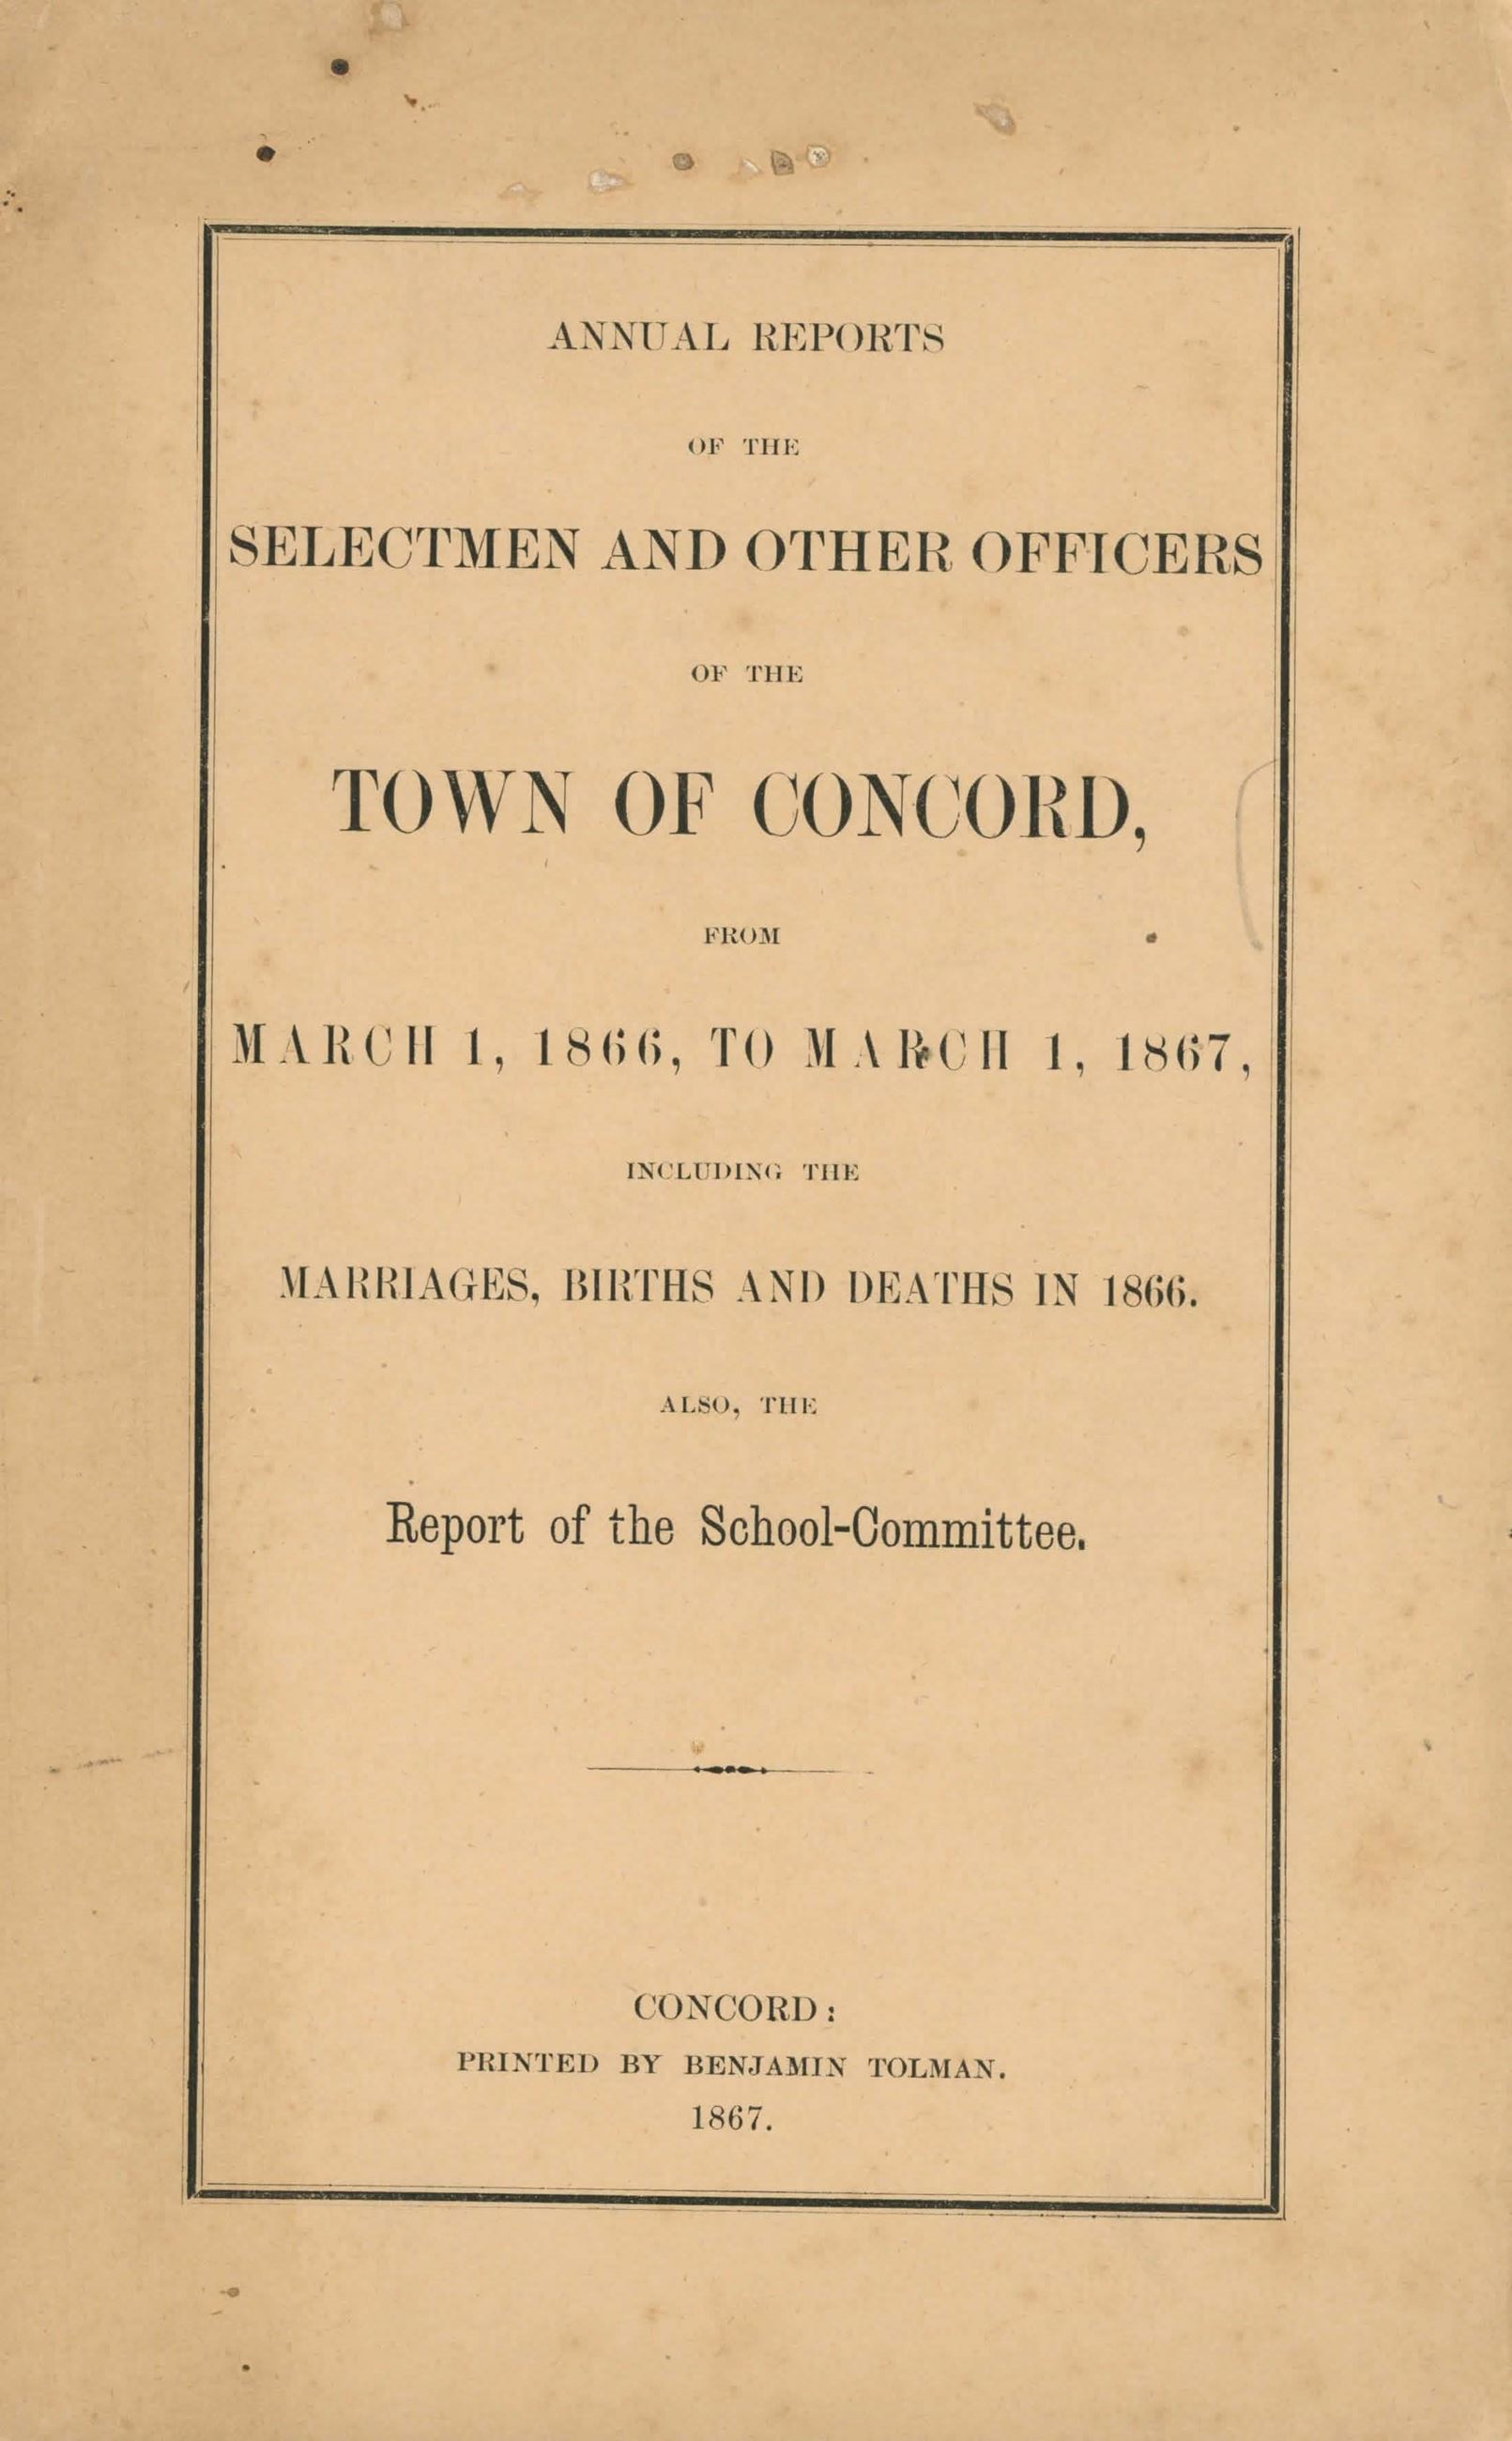 ANNUAL REPORTS
OF THE
SELECTMEN AND OTHER OFFICERS
OF THE
TOWN OF CONCORD,
FROM
MARCH 1, 1866, TO MARCH 1, 1867,
INCLUDING THE
MARRIAGES, BIRTHS AND DEATHS IN 1866.
ALSO, THE
Report of the School-Committee.
CONCORD:
PRINTED BY BENJAMIN TOLMAN.
1867.